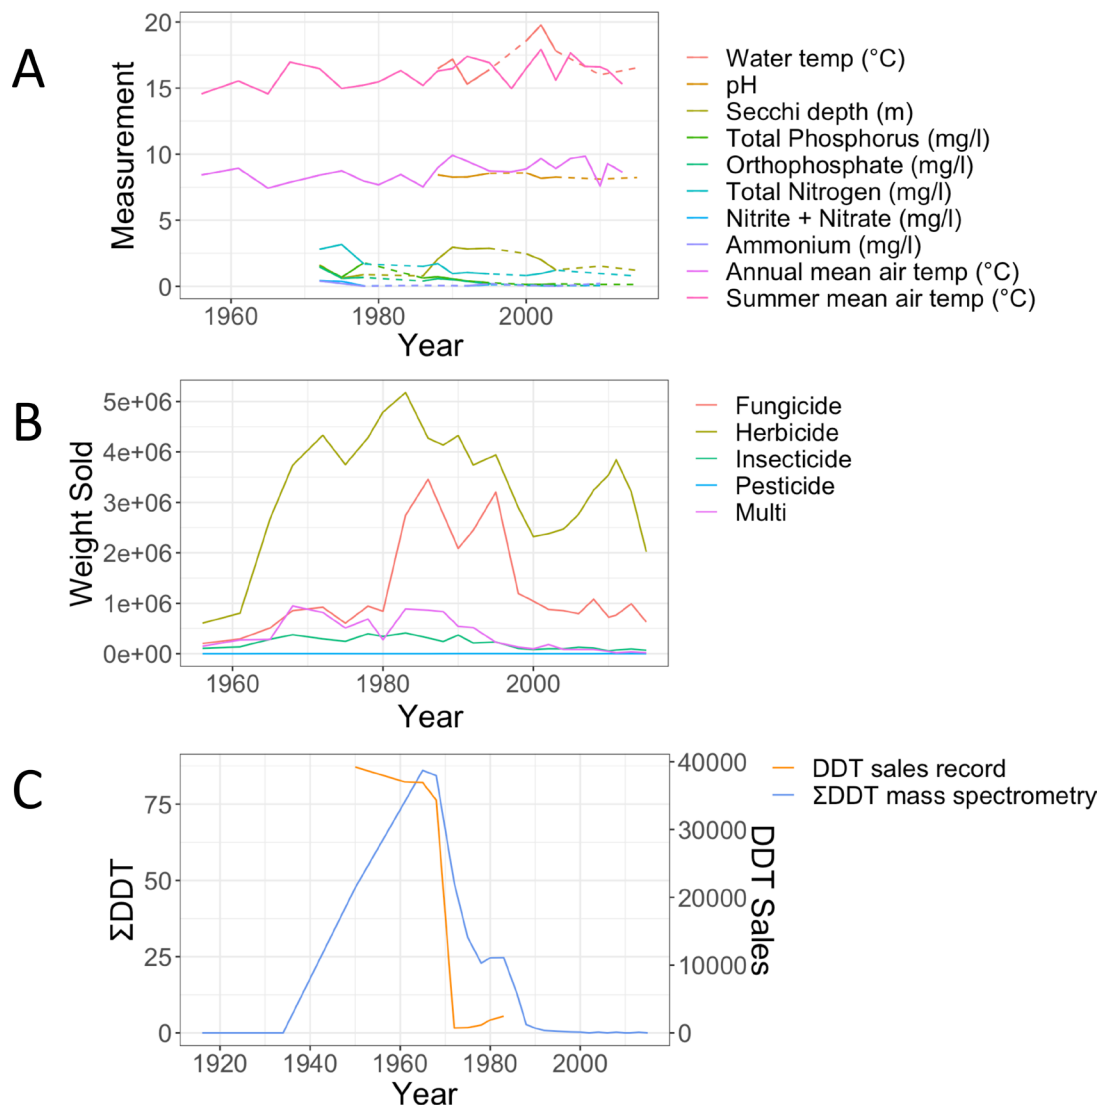 A
Measurement
20
15
10
5
0
1960
1980
2000
Year
Water temp (°C)
pH
Secchi depth (m)
Total Phosphorus (mg/l)
Orthophosphate (mg/l)
Total Nitrogen (mg/l)
Nitrite + Nitrate (mg/l)
Ammonium (mg/l)
Annual mean air temp (°C)
Summer mean air temp (°C)
B
Weight Sold
5e+06
4e+06
3e+06
2e+06
1e+06
0e+00
1960
1980
2000
Year
Fungicide
Herbicide
Insecticide
Pesticide
Multi
C
ΣDDT
75
50
25
0
1920
1940
1960
1980
2000
Year
40000
30000
20000
10000
0
DDT Sales
DDT sales record
ΣDDT mass spectrometry